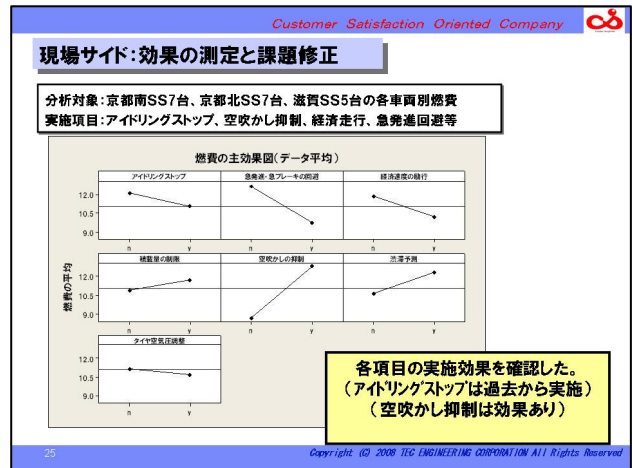 Customer Satisfaction Oriented Company
現場サイド:効果の測定と課題修正
分析対象:京都南SS7台、京都北SS7台、滋賀SS5台の各車両別燃費
実施項目:アイドリングストップ、空吹かし抑制、経済走行、急発進回避等
燃費の主効果図(データ平均)
アイドリングストップ 急発進・急ブレーキの回避 経済速度の励行
12.0
10.5
9.0
n y n y n y
積載量の制限 空吹かしの抑制 渋滞予測
燃費の平均
12.0
10.5
9.0
n y n y n y
タイヤ空気圧調整
12.0
10.5
9.0
n y
各項目の実施効果を確認した。
(アイドリングストップは過去から実施)
(空吹かし抑制は効果あり)
25
Copyright (C) 2008 TEC ENGINEERING CORPORATION All Rights Reserved